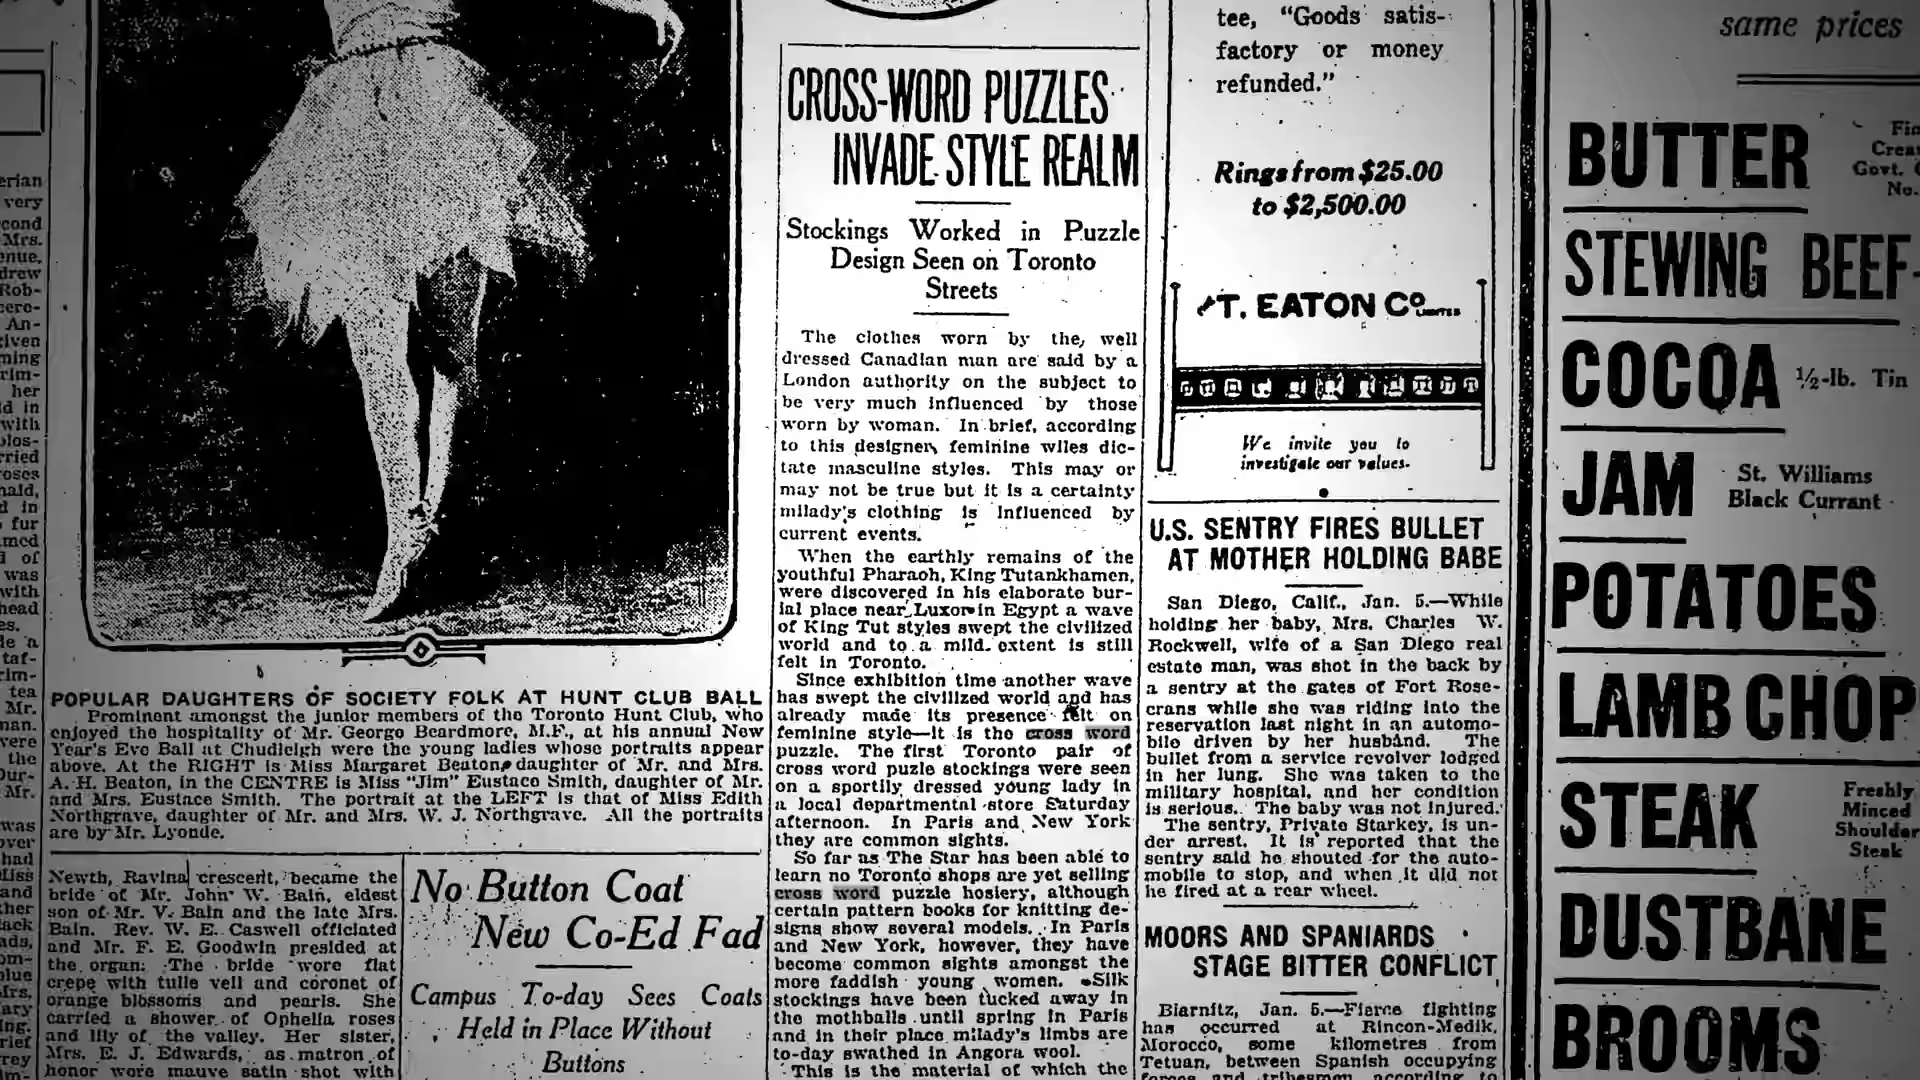 POPULAR DAUGHTERS OF SOCIETY FOLK AT HUNT CLUB BALL
Prominent amongst the junior members of the Toronto Hunt Club, who
enjoyed the hospitality of Mr. George Beardmore, M.F., at his annual New
Year's Eve Ball at Chudleigh were the young ladies whose portraits appear
above. At the RIGHT is Miss Margaret Beaton, daughter of Mr. and Mrs.
A. H. Beaton, in the CENTRE is Miss "Jim" Eustace Smith, daughter of Mr.
and Mrs. Eustace Smith. The portrait at the LEFT is that of Miss Edith
Northgrave, daughter of Mr. and Mrs. W. J. Northgrave. All the portraits
are by Mr. Lyonde.
Newth, Ravina crescent, became the
bride of Mr. John W. Bain, eldest
son of Mr. V. Bain and the late Mrs.
Bain. Rev. W. E. Caswell officiated
and Mr. F. E. Goodwin presided at
the organ. The bride wore flat
crepe with tulle veil and coronet of
orange blossoms and pearls. She
carried a shower of Ophelia roses
and lily of the valley. Her sister,
Mrs. E. J. Edwards, as matron of
honor wore mauve satin shot with
No Button Coat
New Co-Ed Fad
Campus To-day Sees Coats
Held in Place Without
Buttons
CROSS-WORD PUZZLES
INVADE STYLE REALM
Stockings Worked in Puzzle
Design Seen on Toronto
Streets
The clothes worn by the well
dressed Canadian man are said by a
London authority on the subject to
be very much influenced by those
worn by woman. In brief, according
to this designer, feminine wiles dic-
tate masculine styles. This may or
may not be true but it is a certainty
milady's clothing is influenced by
current events.
When the earthly remains of the
youthful Pharaoh, King Tutankhamen,
were discovered in his elaborate bur-
ial place near Luxor in Egypt a wave
of King Tut styles swept the civilized
world and to a mild extent is still
felt in Toronto.
Since exhibition time another wave
has swept the civilized world and has
already made its presence felt on
feminine style—it is the cross word
puzzle. The first Toronto pair of
cross word puzle stockings were seen
on a sportily dressed young lady in
a local departmental store Saturday
afternoon. In Paris and New York
they are common sights.
So far as The Star has been able to
learn no Toronto shops are yet selling
cross word puzzle hosiery, although
certain pattern books for knitting de-
signs show several models. In Paris
and New York, however, they have
become common sights amongst the
more faddish young women. Silk
stockings have been tucked away in
the mothballs until spring in Paris
and in their place milady's limbs are
to-day swathed in Angora wool.
This is the material of which the
tee, "Goods satis-
factory or money
refunded."
Rings from $25.00
to $2,500.00
T. EATON CO. LIMITED
We invite you to
investigate our values.
U.S. SENTRY FIRES BULLET
AT MOTHER HOLDING BABE
San Diego, Calif., Jan. 5.—While
holding her baby, Mrs. Charles W.
Rockwell, wife of a San Diego real
estate man, was shot in the back by
a sentry at the gates of Fort Rose-
crans while she was riding into the
reservation last night in an automo-
bile driven by her husband. The
bullet from a service revolver lodged
in her lung. She was taken to the
military hospital, and her condition
is serious. The baby was not injured.
The sentry, Private Starkey, is un-
der arrest. It is reported that the
sentry said he shouted for the auto-
mobile to stop, and when it did not
he fired at a rear wheel.
MOORS AND SPANIARDS
STAGE BITTER CONFLICT
Biarnitz, Jan. 5.—Fierce fighting
has occurred at Rincon-Medik,
Morocco, some kilometres from
Tetuan, between Spanish occupying
forces and tribesmen, according to
same prices
BUTTER
Govt.
No.
STEWING BEEF
COCOA ½-lb. Tin
JAM St. Williams
Black Currant
POTATOES
LAMB CHOP
STEAK Freshly
Minced
Shoulder
Steak
DUSTBANE
BROOMS